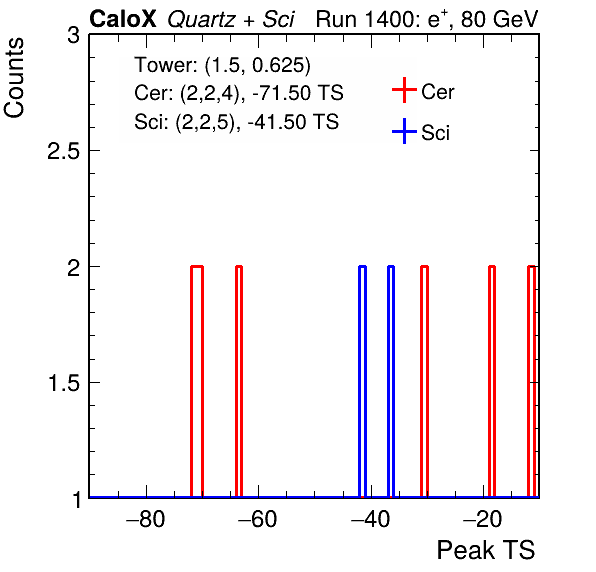 CaloX Quartz + Sci Run 1400: e⁺, 80 GeV
Counts
3
2.5
2
1.5
1
Tower: (1.5, 0.625)
Cer: (2,2,4), -71.50 TS
Sci: (2,2,5), -41.50 TS
Cer
Sci
−80 −60 −40 −20
Peak TS